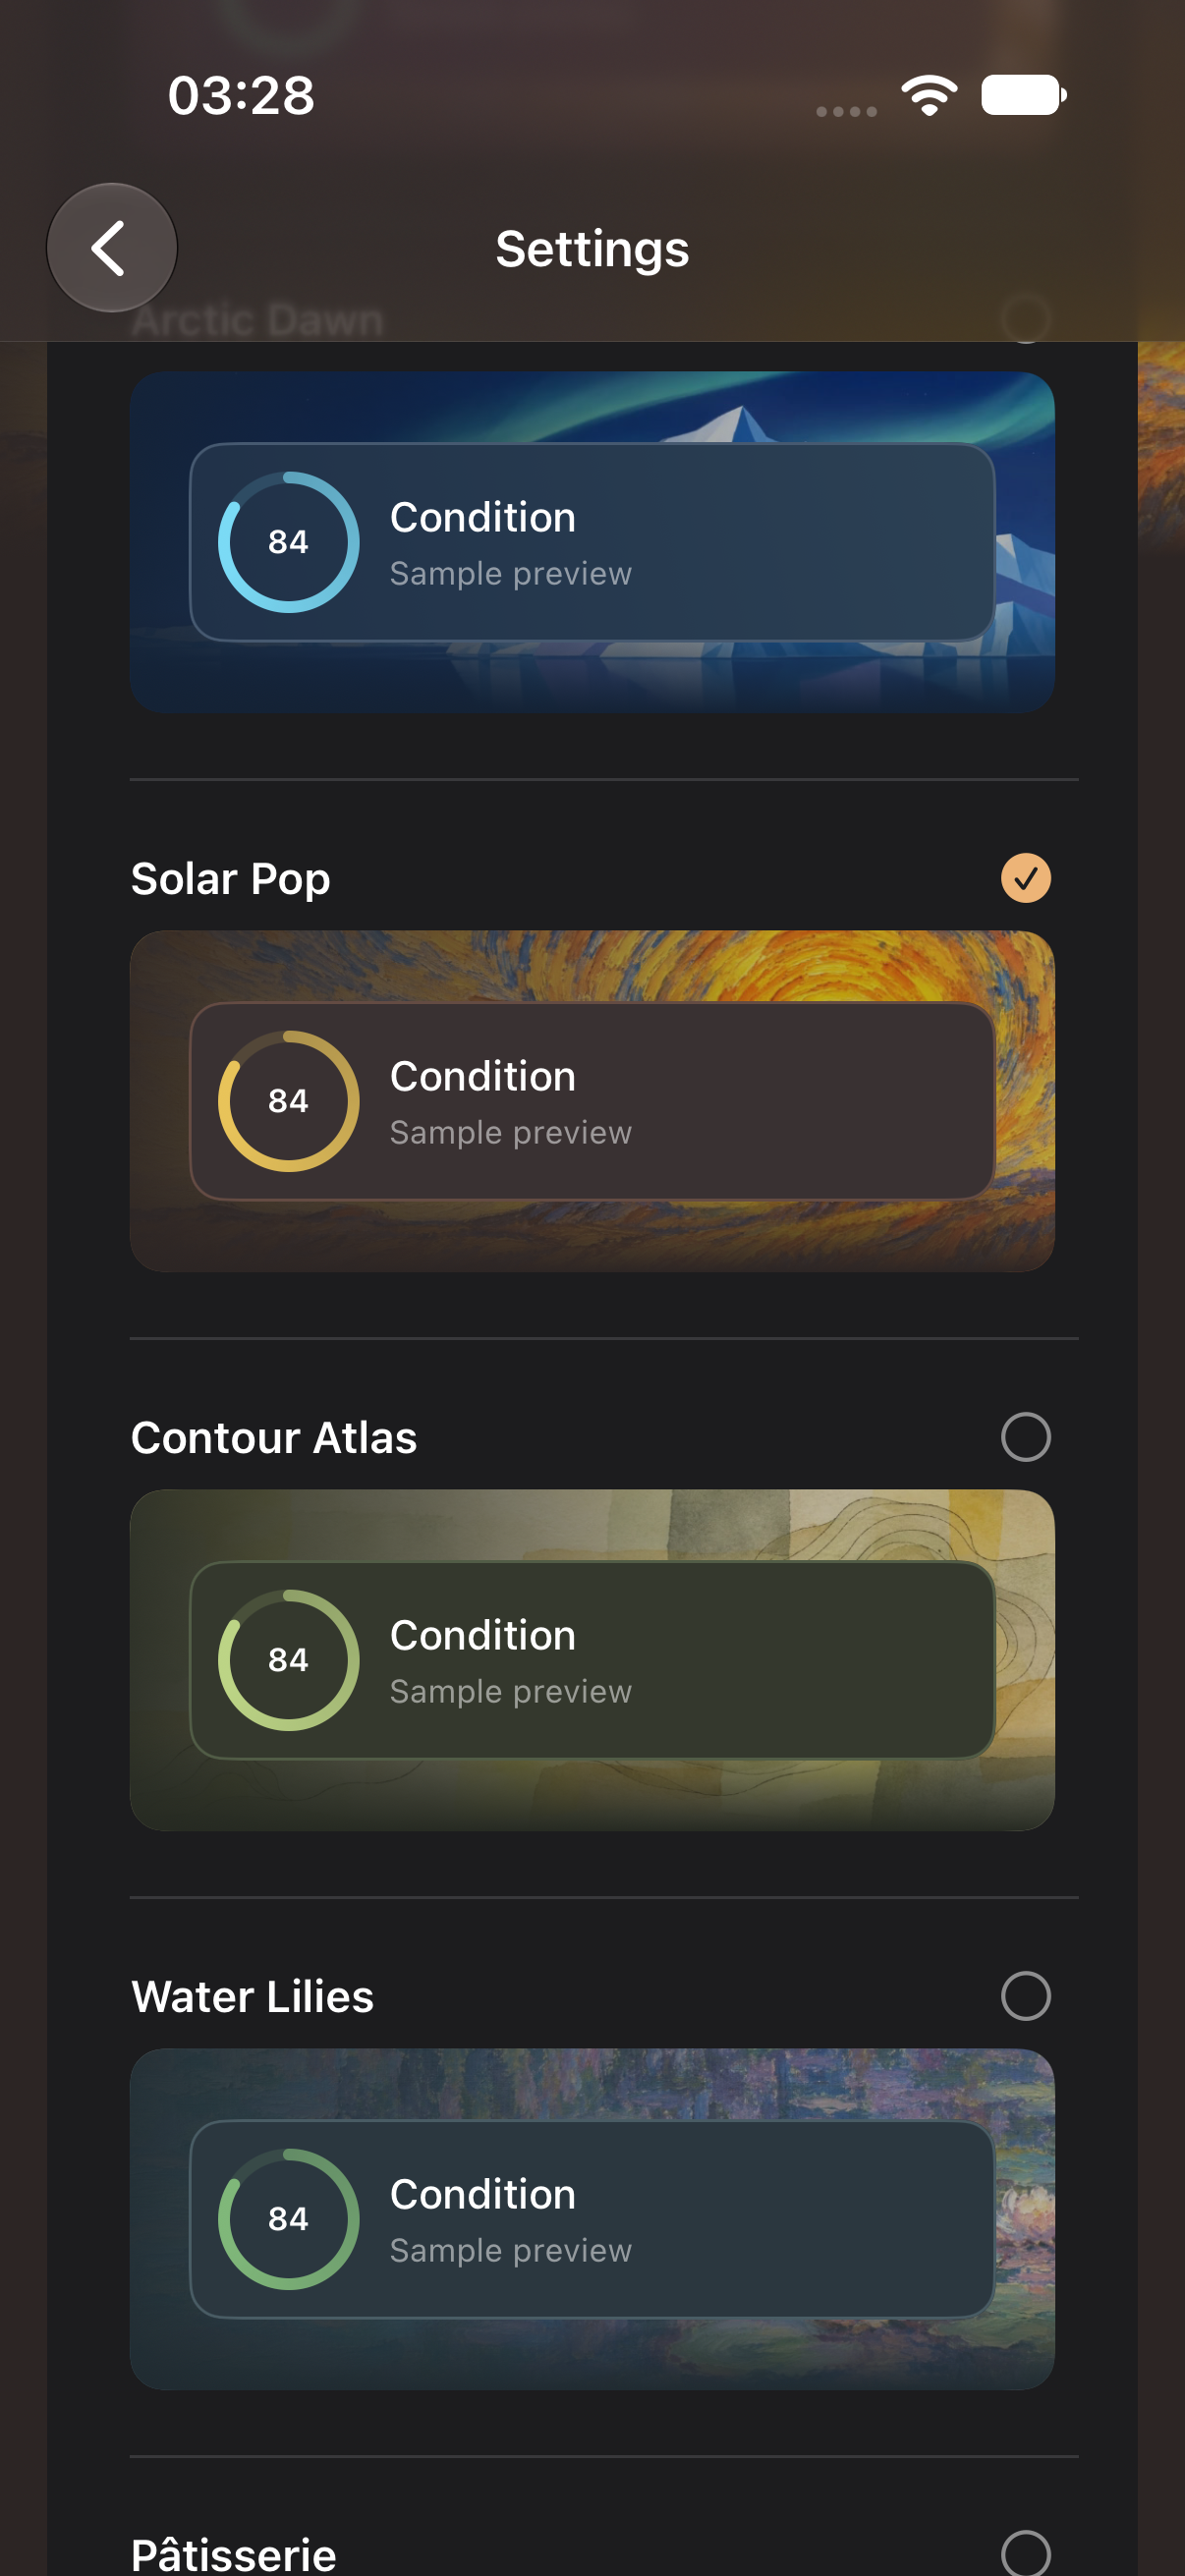 03:28
Settings
Arctic Dawn
84
Condition
Sample preview
Solar Pop
84
Condition
Sample preview
Contour Atlas
84
Condition
Sample preview
Water Lilies
84
Condition
Sample preview
Pâtisserie